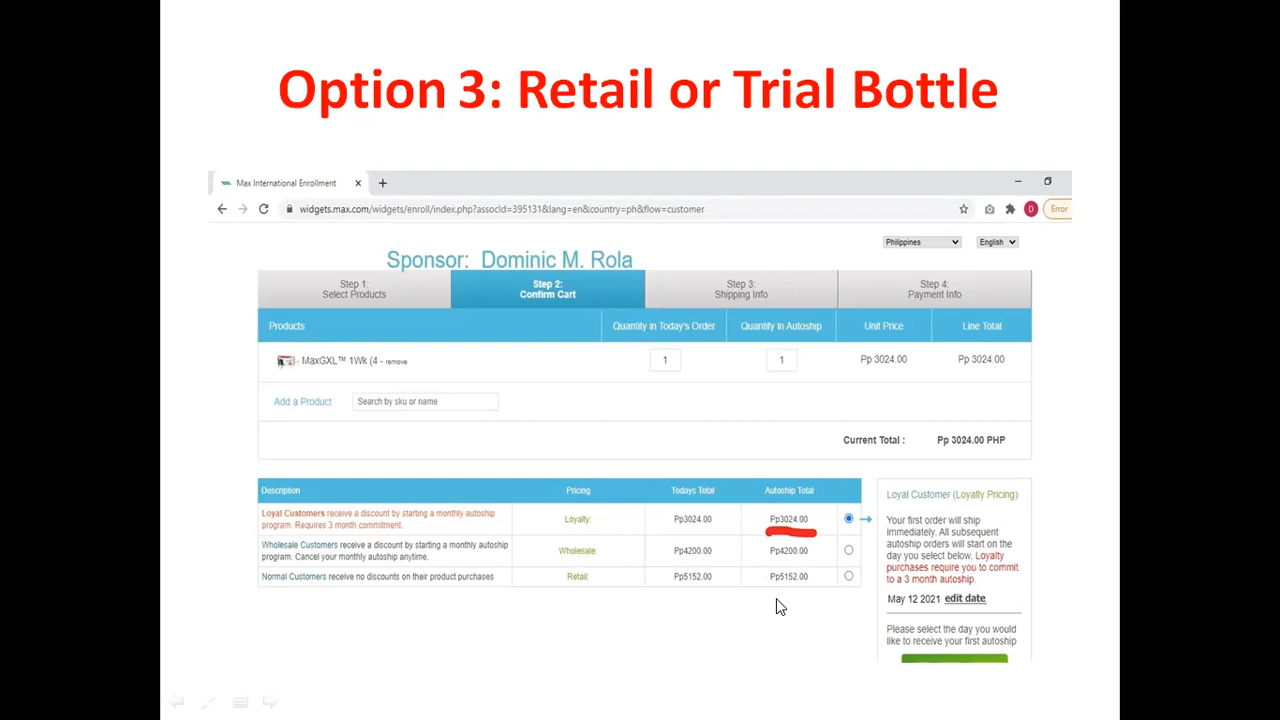 Option 3: Retail or Trial Bottle
Max International Enrollment
widgets.max.com/widgets/enroll/index.php?assocId=395131&lang=en&country=ph&flow=customer
D
Error
Philippines
English
Sponsor: Dominic M. Rola
Step 1:
Select Products
Step 2:
Confirm Cart
Step 3:
Shipping Info
Step 4:
Payment Info
Products Quantity in Today's Order Quantity in Autoship Unit Price Line Total
MaxGXL™ 1Wk (4 - remove 1 1 Pp 3024.00 Pp 3024.00
Add a Product Search by sku or name
Current Total : Pp 3024.00 PHP
Description Pricing Todays Total Autoship Total
Loyal Customers receive a discount by starting a monthly autoship
program. Requires 3 month commitment.
Loyalty: Pp3024.00 Pp3024.00
Wholesale Customers receive a discount by starting a monthly autoship
program. Cancel your monthly autoship anytime.
Wholesale: Pp4200.00 Pp4200.00
Normal Customers receive no discounts on their product purchases Retail: Pp5152.00 Pp5152.00
Loyal Customer (Loyalty Pricing)
Your first order will ship
immediately. All subsequent
autoship orders will start on the
day you select below. Loyalty
purchases require you to commit
to a 3 month autoship.
May 12 2021 edit date
Please select the day you would
like to receive your first autoship